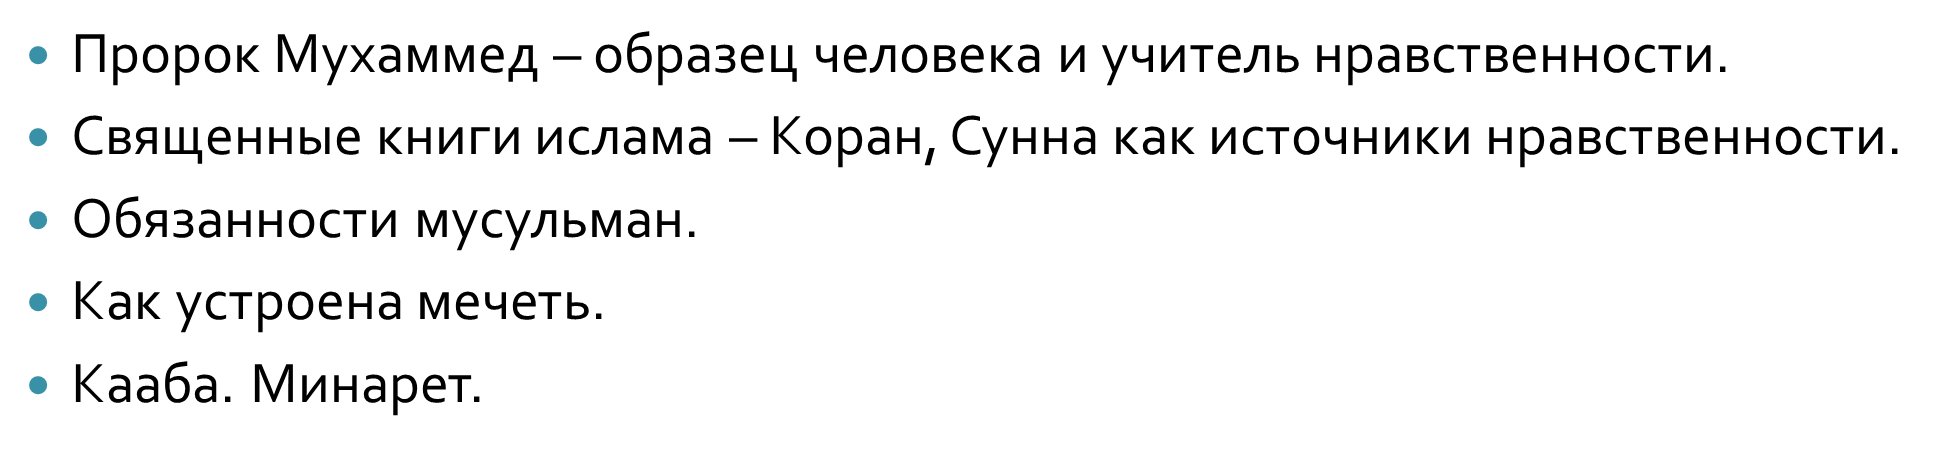 • Пророк Мухаммед – образец человека и учитель нравственности.
• Священные книги ислама – Коран, Сунна как источники нравственности.
• Обязанности мусульман.
• Как устроена мечеть.
• Кааба. Минарет.